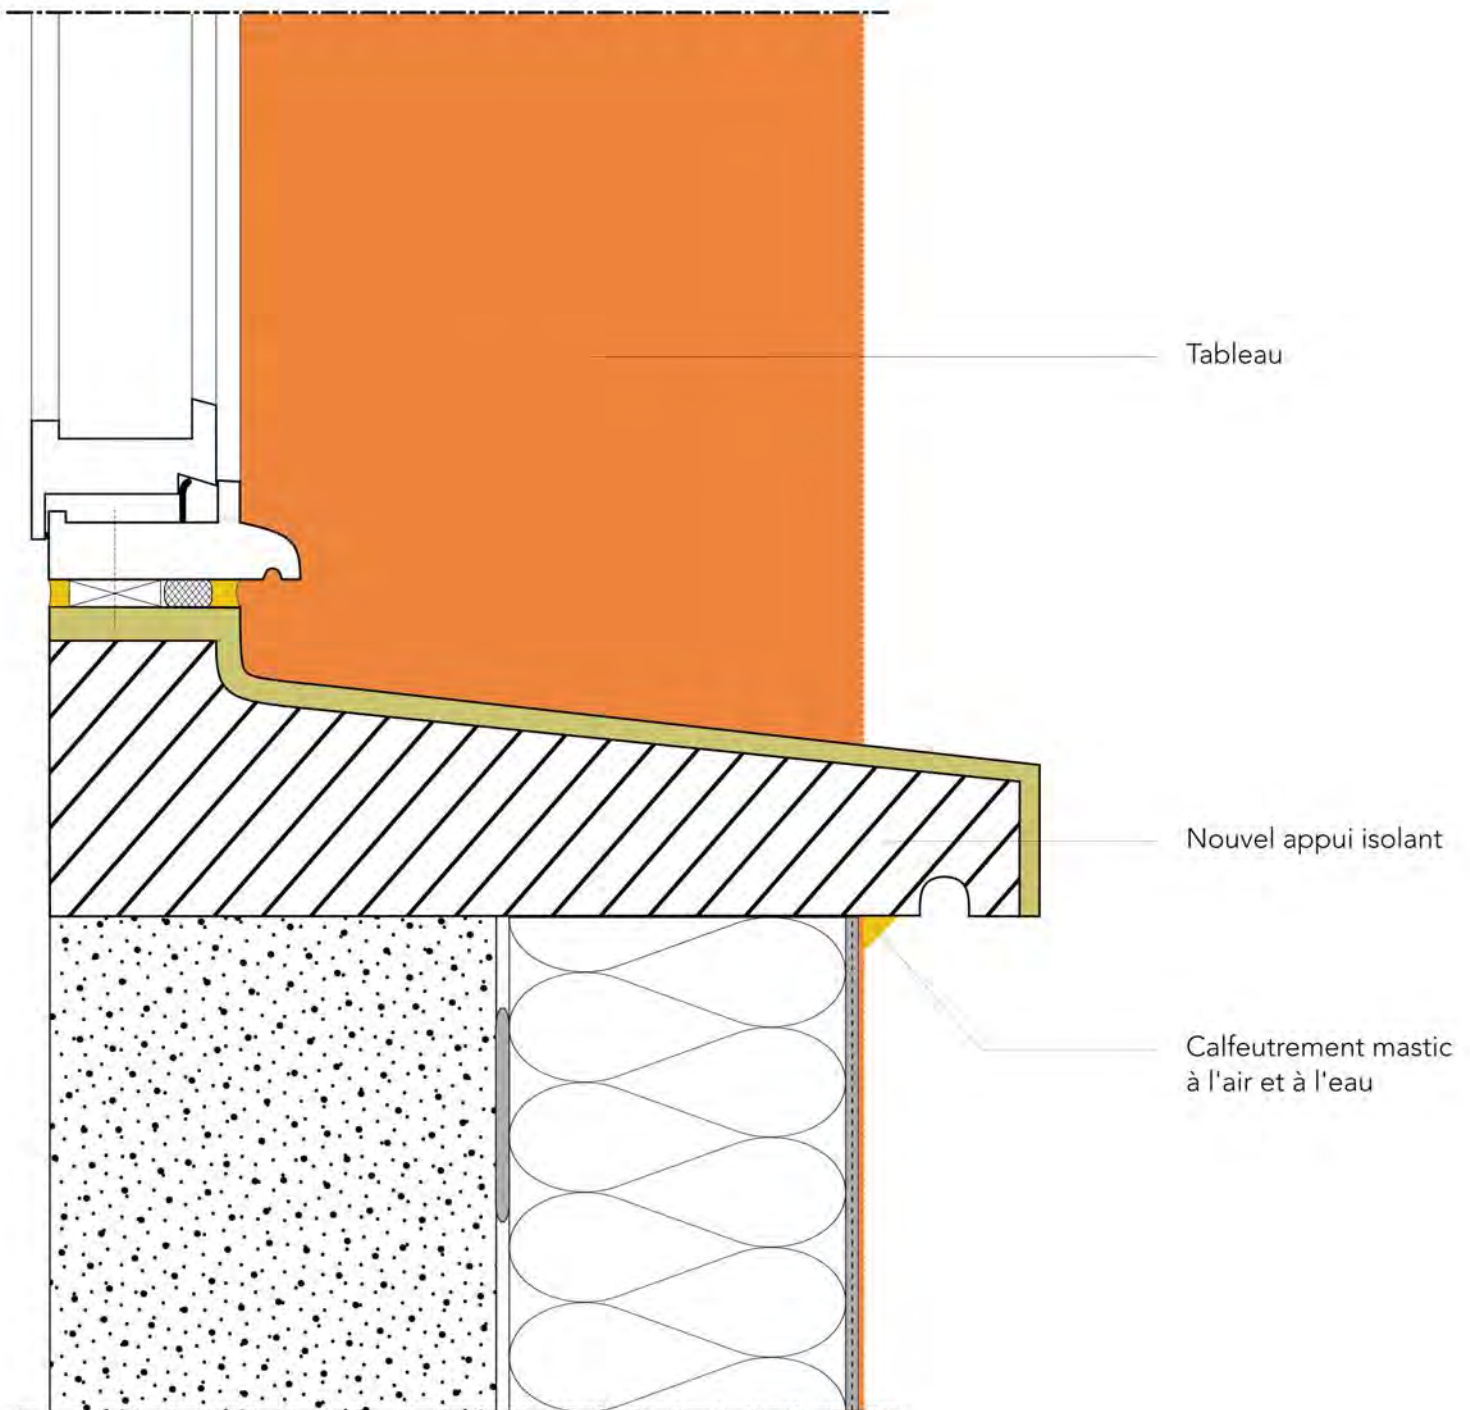 Tableau
Nouvel appui isolant
Calfeutrement mastic
à l'air et à l'eau